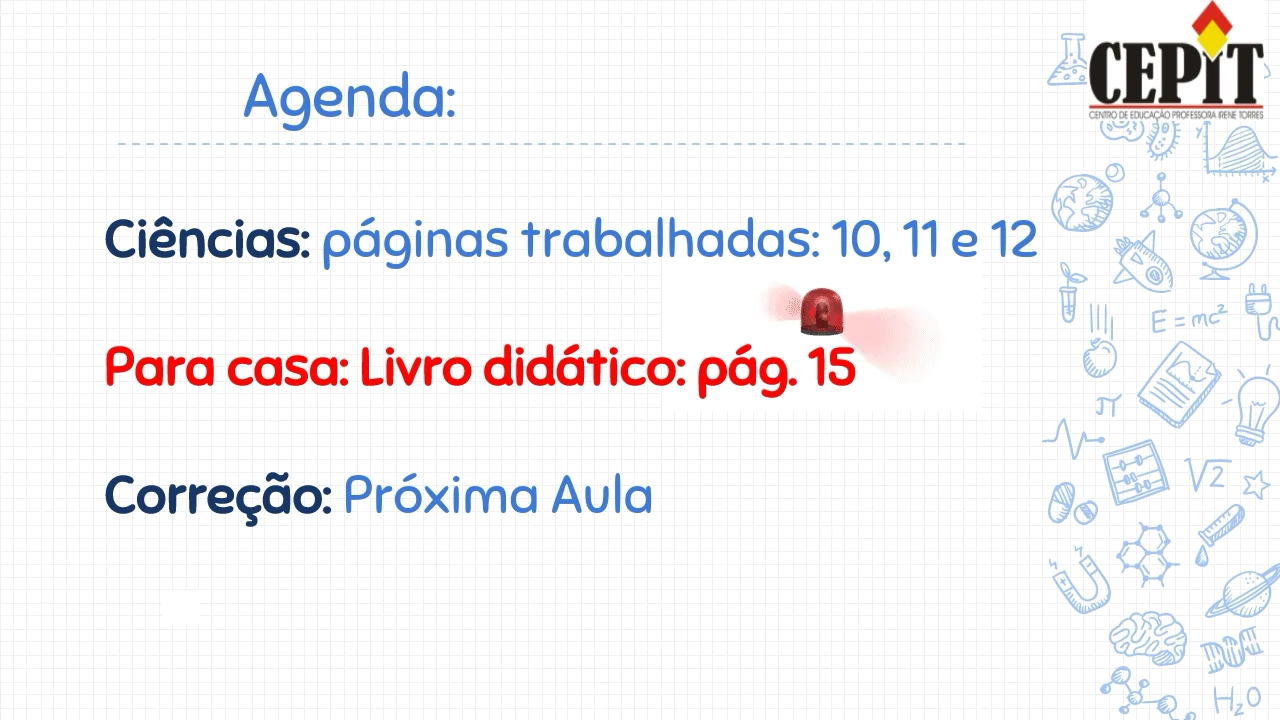 CEPIT
CENTRO DE EDUCAÇÃO PROFESSORA IRENE TORRES
Agenda:
Ciências: páginas trabalhadas: 10, 11 e 12
Para casa: Livro didático: pág. 15
Correção: Próxima Aula
y
x
E=mc²
π
√2
H₂O